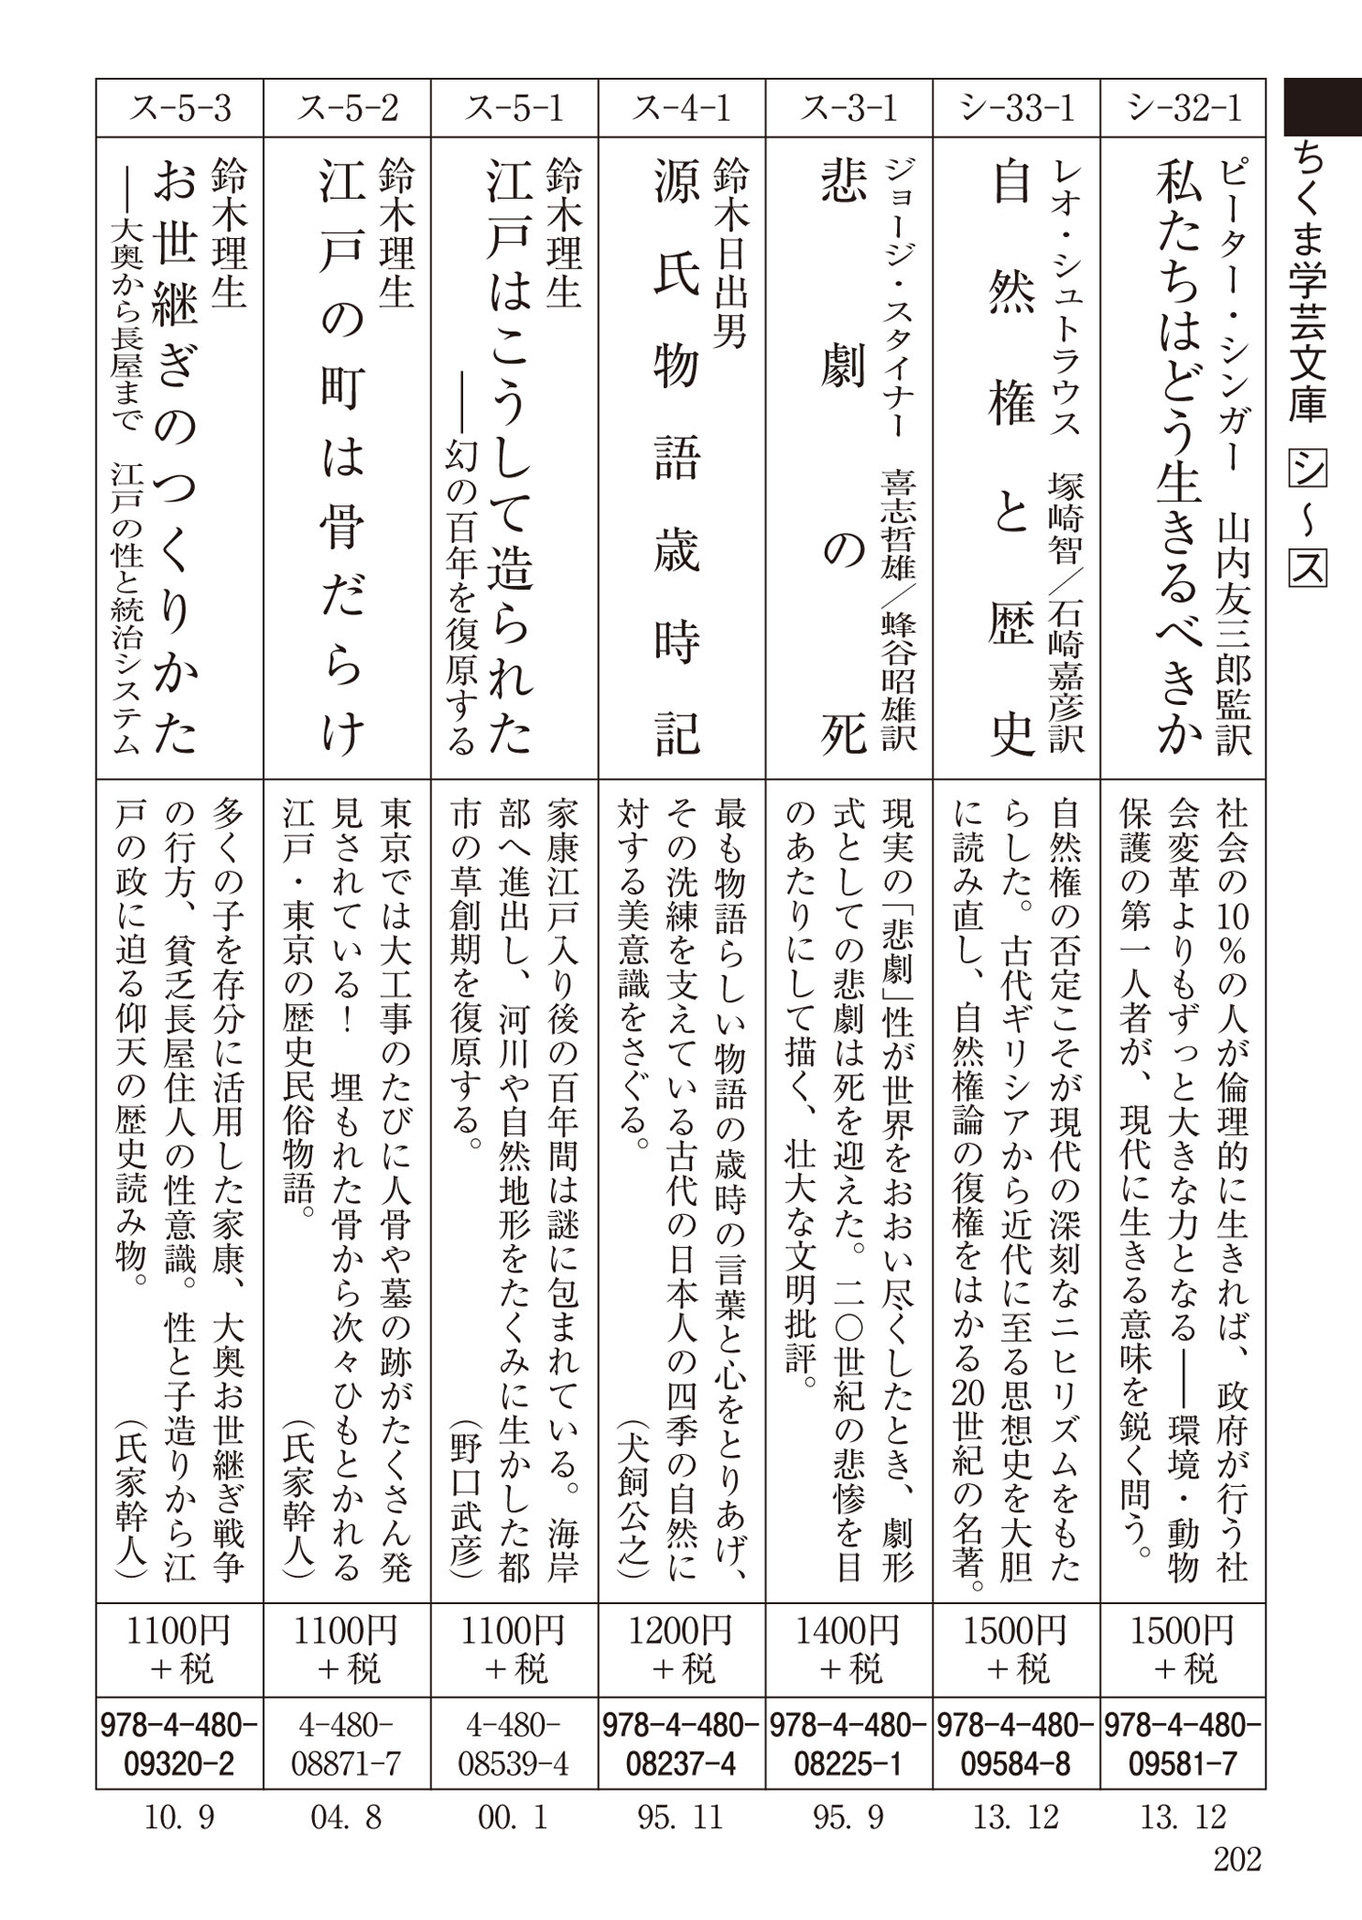 ちくま学芸文庫 シ～ス
シ-32-1
ピーター・シンガー 山内友三郎監訳
私たちはどう生きるべきか
社会の10％の人が倫理的に生きれば、政府が行う社
会変革よりもずっと大きな力となる――環境・動物
保護の第一人者が、現代に生きる意味を鋭く問う。
1500円
＋税
978-4-480-
09581-7
13. 12
シ-33-1
レオ・シュトラウス 塚崎智／石崎嘉彦訳
自然権と歴史
自然権の否定こそが現代の深刻なニヒリズムをもた
らした。古代ギリシアから近代に至る思想史を大胆
に読み直し、自然権論の復権をはかる20世紀の名著。
1500円
＋税
978-4-480-
09584-8
13. 12
ス-3-1
ジョージ・スタイナー 喜志哲雄／蜂谷昭雄訳
悲劇の死
現実の「悲劇」性が世界をおおい尽くしたとき、劇形
式としての悲劇は死を迎えた。二〇世紀の悲惨を目
のあたりにして描く、壮大な文明批評。
1400円
＋税
978-4-480-
08225-1
95. 9
ス-4-1
鈴木日出男
源氏物語歳時記
最も物語らしい物語の歳時の言葉と心をとりあげ、
その洗練を支えている古代の日本人の四季の自然に
対する美意識をさぐる。 （犬飼公之）
1200円
＋税
978-4-480-
08237-4
95. 11
ス-5-1
鈴木理生
江戸はこうして造られた
――幻の百年を復原する
家康江戸入り後の百年間は謎に包まれている。海岸
部へ進出し、河川や自然地形をたくみに生かした都
市の草創期を復原する。 （野口武彦）
1100円
＋税
4-480-
08539-4
00. 1
ス-5-2
鈴木理生
江戸の町は骨だらけ
東京では大工事のたびに人骨や墓の跡がたくさん発
見されている！ 埋もれた骨から次々ひもとかれる
江戸・東京の歴史民俗物語。 （氏家幹人）
1100円
＋税
4-480-
08871-7
04. 8
ス-5-3
鈴木理生
お世継ぎのつくりかた
――大奥から長屋まで 江戸の性と統治システム
多くの子を存分に活用した家康、大奥お世継ぎ戦争
の行方、貧乏長屋住人の性意識。性と子造りから江
戸の政に迫る仰天の歴史読み物。 （氏家幹人）
1100円
＋税
978-4-480-
09320-2
10. 9
202